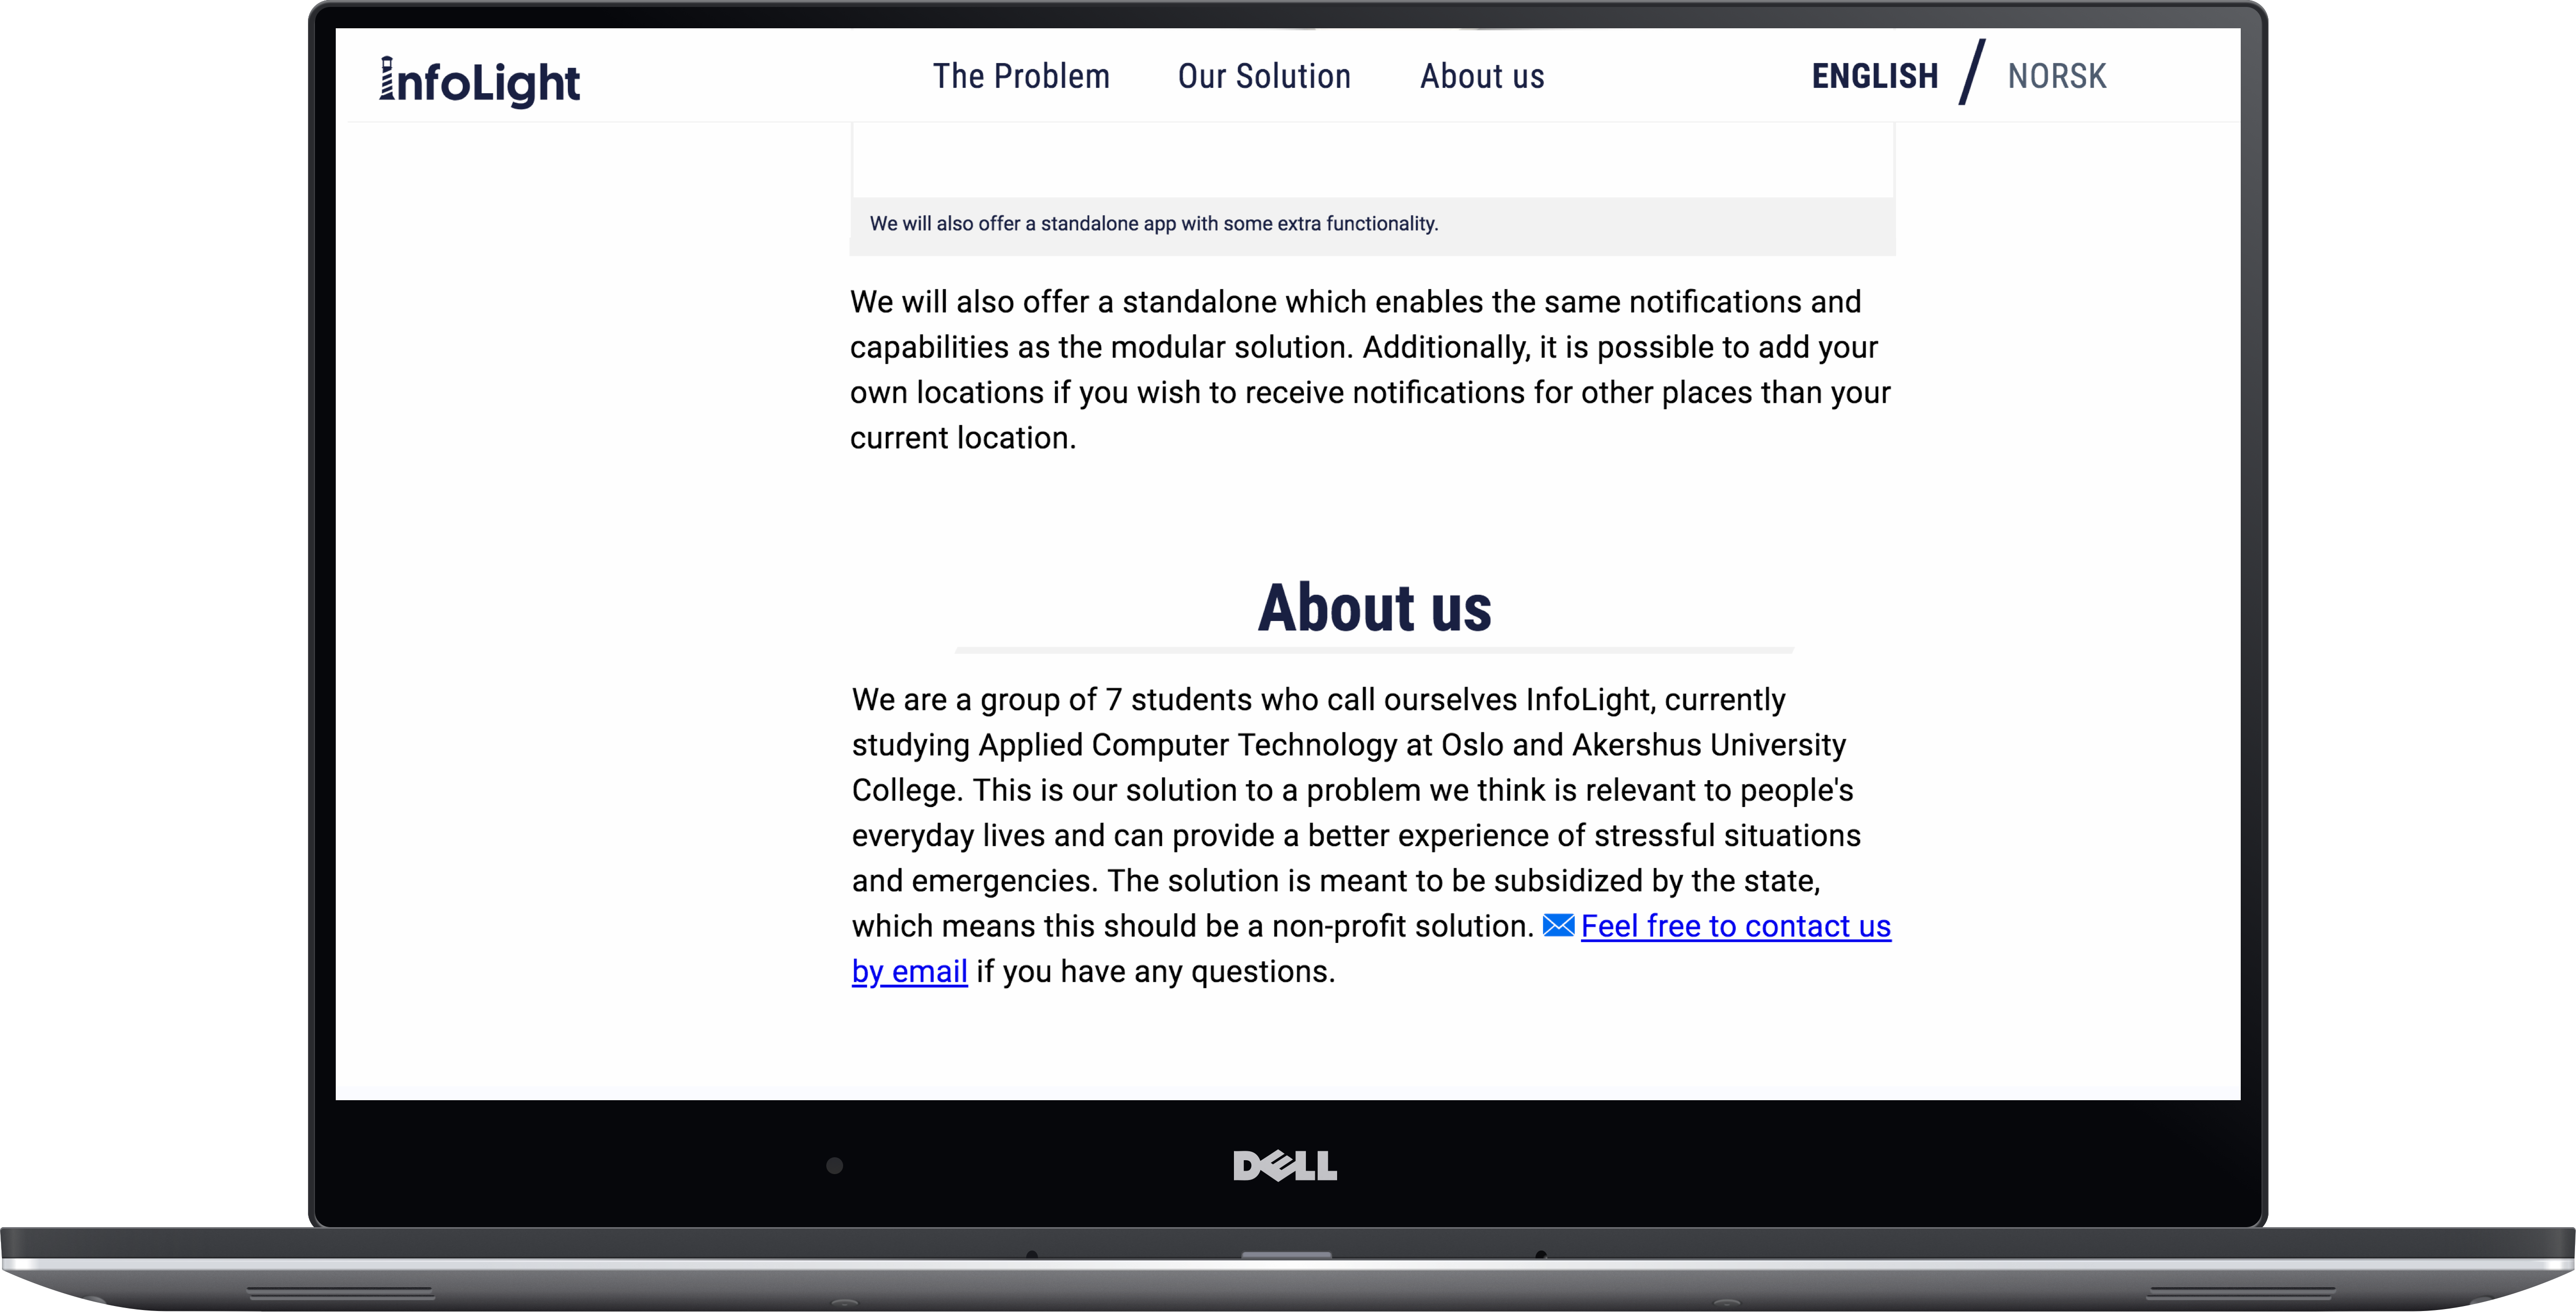 InfoLight
The Problem Our Solution About us
ENGLISH / NORSK
We will also offer a standalone app with some extra functionality.
We will also offer a standalone which enables the same notifications and
capabilities as the modular solution. Additionally, it is possible to add your
own locations if you wish to receive notifications for other places than your
current location.
About us
We are a group of 7 students who call ourselves InfoLight, currently
studying Applied Computer Technology at Oslo and Akershus University
College. This is our solution to a problem we think is relevant to people's
everyday lives and can provide a better experience of stressful situations
and emergencies. The solution is meant to be subsidized by the state,
which means this should be a non-profit solution. Feel free to contact us
by email if you have any questions.
DELL